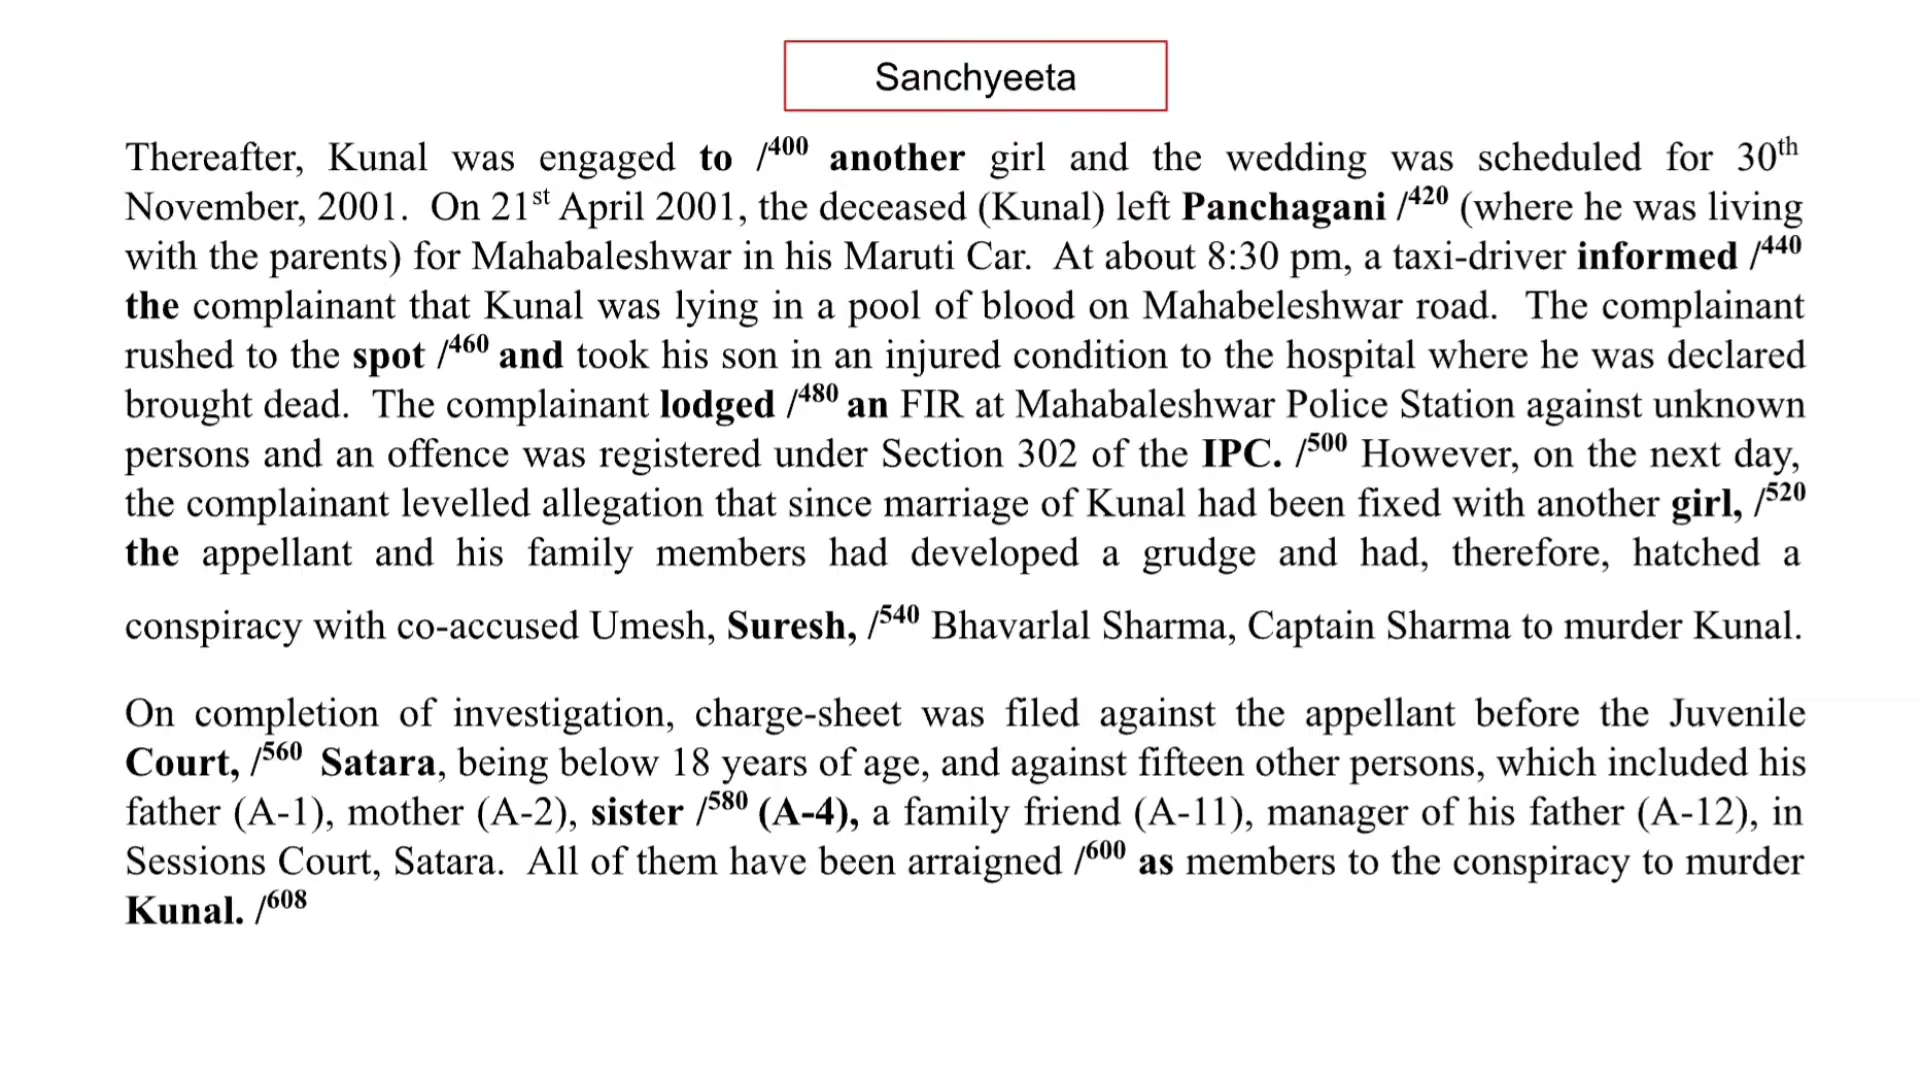 Sanchyeeta
Thereafter, Kunal was engaged to /400 another girl and the wedding was scheduled for 30th
November, 2001. On 21st April 2001, the deceased (Kunal) left Panchagani /420 (where he was living
with the parents) for Mahabaleshwar in his Maruti Car. At about 8:30 pm, a taxi-driver informed /440
the complainant that Kunal was lying in a pool of blood on Mahabeleshwar road. The complainant
rushed to the spot /460 and took his son in an injured condition to the hospital where he was declared
brought dead. The complainant lodged /480 an FIR at Mahabaleshwar Police Station against unknown
persons and an offence was registered under Section 302 of the IPC. /500 However, on the next day,
the complainant levelled allegation that since marriage of Kunal had been fixed with another girl, /520
the appellant and his family members had developed a grudge and had, therefore, hatched a
conspiracy with co-accused Umesh, Suresh, /540 Bhavarlal Sharma, Captain Sharma to murder Kunal.
On completion of investigation, charge-sheet was filed against the appellant before the Juvenile
Court, /560 Satara, being below 18 years of age, and against fifteen other persons, which included his
father (A-1), mother (A-2), sister /580 (A-4), a family friend (A-11), manager of his father (A-12), in
Sessions Court, Satara. All of them have been arraigned /600 as members to the conspiracy to murder
Kunal. /608